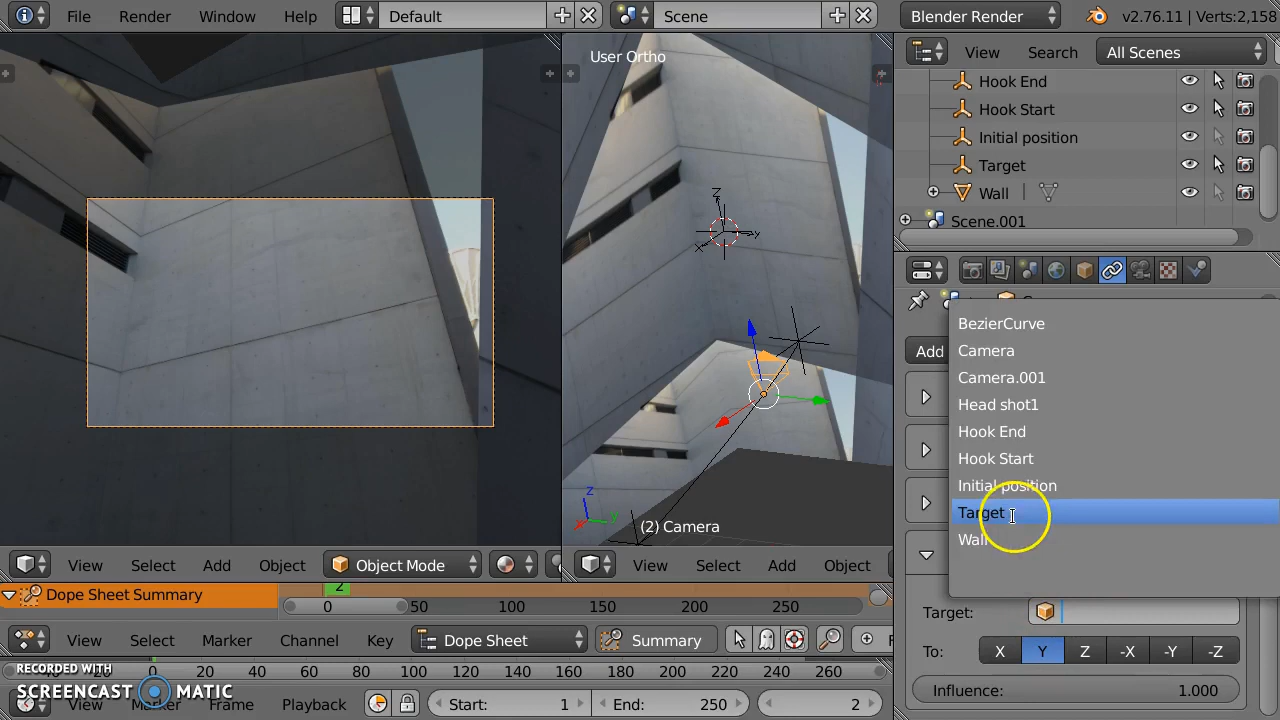 File Render Window Help Default Scene Blender Render v2.76.11 | Verts:2,158
View Search All Scenes
User Ortho
Hook End
Hook Start
Initial position
Target
Wall
Scene.001
Z
X Y
BezierCurve
Camera
Add
Camera.001
Head shot1
Hook End
Hook Start
Initial position
Target
Wall
z
x y
(2) Camera
View Select Add Object Object Mode
View Select Add Object
2
Dope Sheet Summary
0 50 100 150 200 250
Target:
View Select Marker Channel Key Dope Sheet Summary F
To: X Y Z -X -Y -Z
RECORDED WITH
SCREENCAST MATIC
20 40 60 80 100 120 140 160 180 200 220 240 260
View Marker Frame Playback Start: 1 End: 250 2
Influence: 1.000